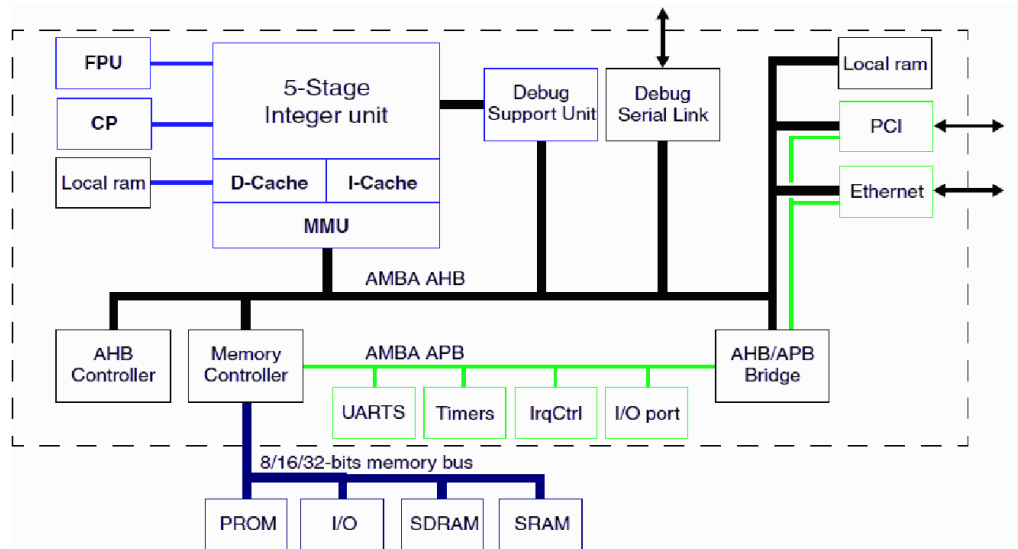 FPU
CP
Local ram
5-Stage
Integer unit
D-Cache
I-Cache
MMU
Debug
Support Unit
Debug
Serial Link
Local ram
PCI
Ethernet
AMBA AHB
AHB
Controller
Memory
Controller
AMBA APB
AHB/APB
Bridge
UARTS
Timers
IrqCtrl
I/O port
8/16/32-bits memory bus
PROM
I/O
SDRAM
SRAM